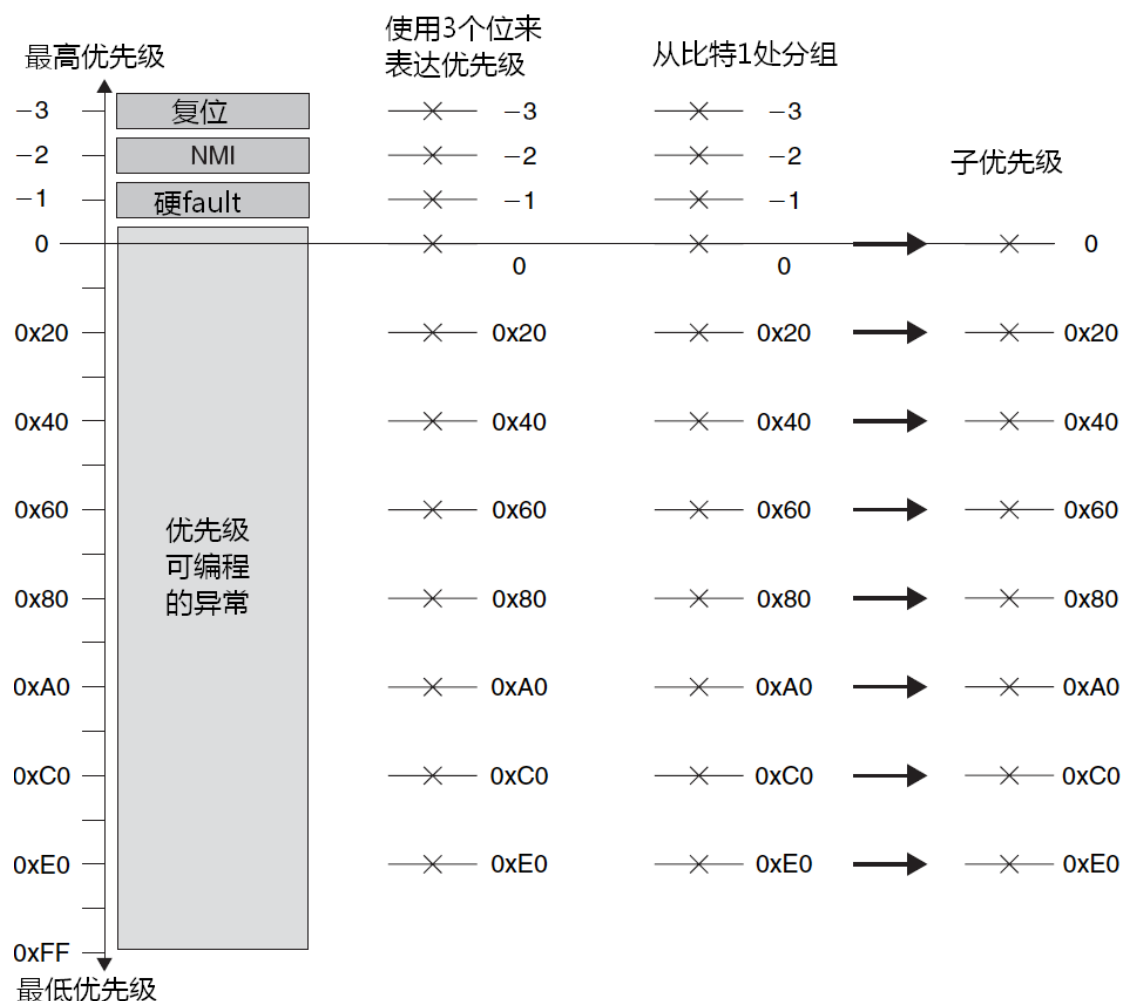 最高优先级
使用3个位来
表达优先级
从比特1处分组
子优先级
−3 复位 −3 −3
−2 NMI −2 −2
−1 硬fault −1 −1
0 0 0 0
0x20 0x20 0x20 0x20
0x40 0x40 0x40 0x40
0x60 0x60 0x60 0x60
优先级
可编程
的异常
0x80 0x80 0x80 0x80
0xA0 0xA0 0xA0 0xA0
0xC0 0xC0 0xC0 0xC0
0xE0 0xE0 0xE0 0xE0
0xFF
最低优先级